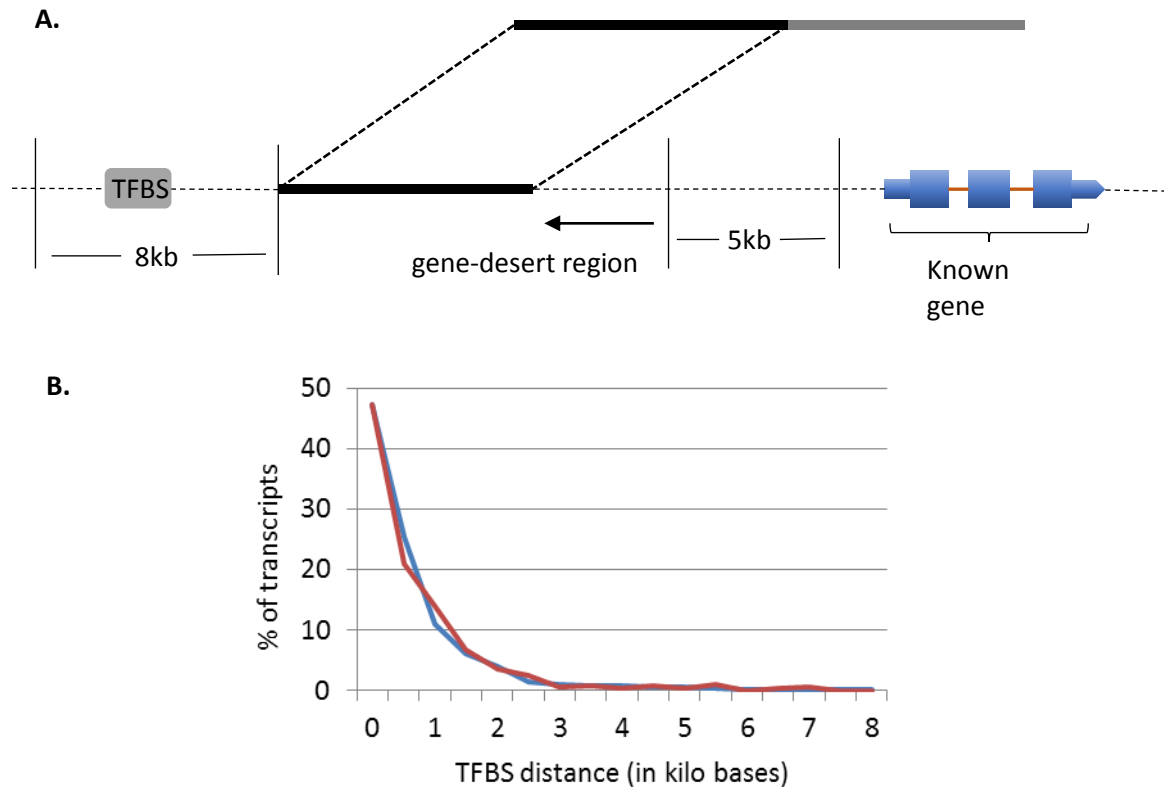 A.
TFBS
8kb
gene-desert region
5kb
Known
gene
B.
% of transcripts
50
40
30
20
10
0
0 1 2 3 4 5 6 7 8
TFBS distance (in kilo bases)